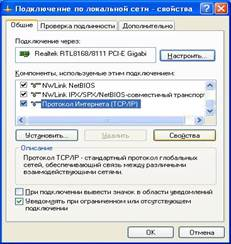 Подключение по локальной сети - свойства
Общие Проверка подлинности Дополнительно
Подключение через:
Realtek RTL8168/8111 PCI-E Gigabi
Настроить...
Компоненты, используемые этим подключением:
NWLink NetBIOS
NWLink IPX/SPX/NetBIOS-совместимый транспорт
Протокол Интернета (TCP/IP)
Установить... Удалить Свойства
Описание
Протокол TCP/IP - стандартный протокол глобальных
сетей, обеспечивающий связь между различными
взаимодействующими сетями.
При подключении вывести значок в области уведомлений
Уведомлять при ограниченном или отсутствующем
подключении
ОК Отмена